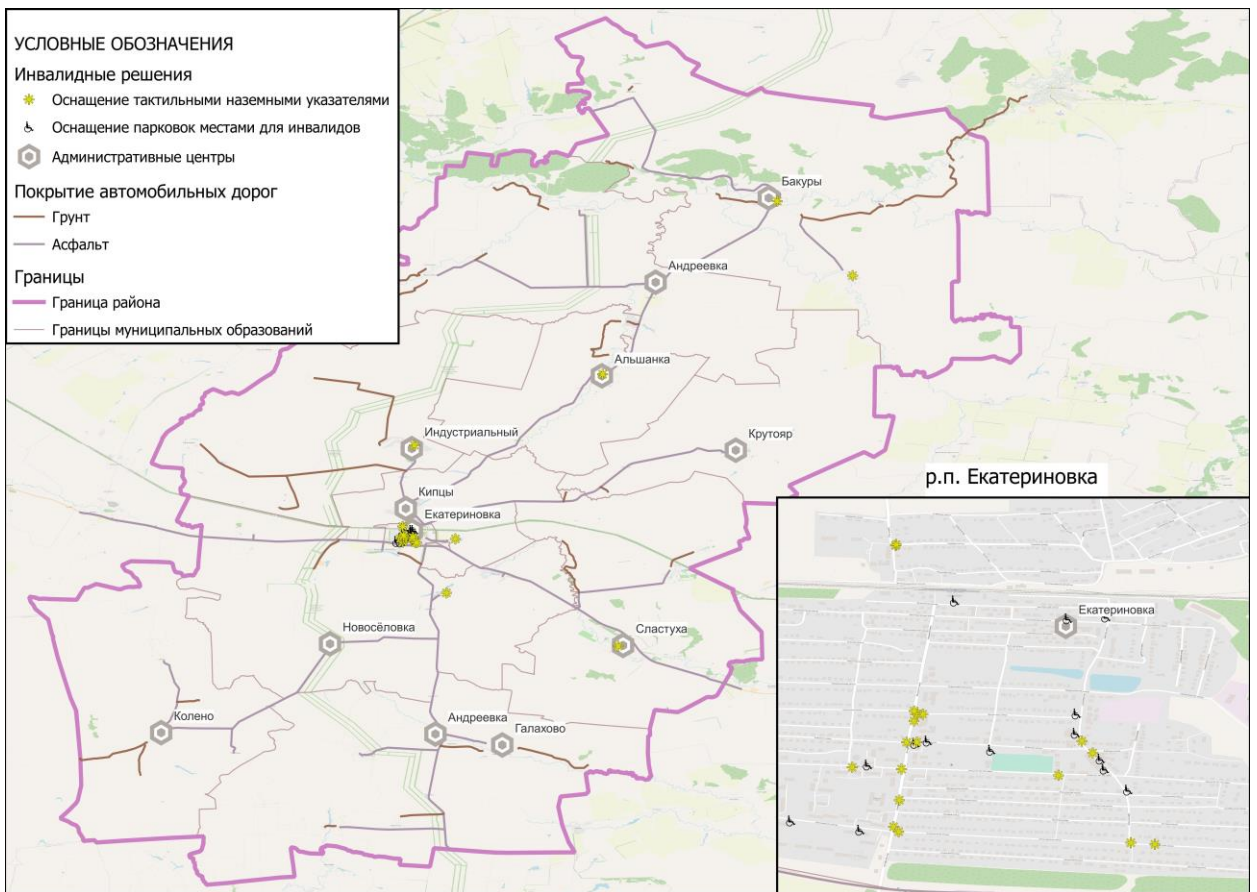 УСЛОВНЫЕ ОБОЗНАЧЕНИЯ
Инвалидные решения
Оснащение тактильными наземными указателями
Оснащение парковок местами для инвалидов
Административные центры
Покрытие автомобильных дорог
Грунт
Асфальт
Границы
Граница района
Границы муниципальных образований
Бакуры
Андреевка
Альшанка
Индустриальный
Крутояр
Кипцы
Екатериновка
Новосёловка
Сластуха
Колено
Андреевка
Галахово
р.п. Екатериновка
Екатериновка